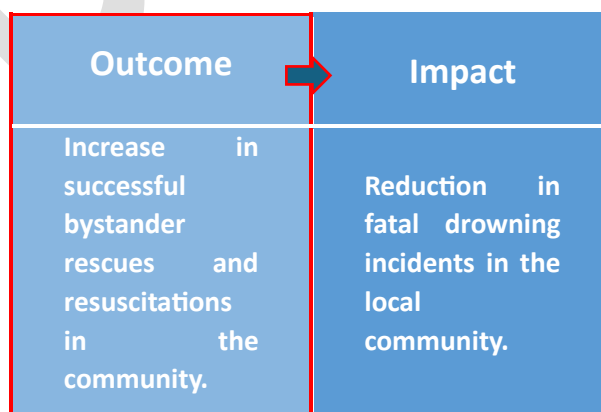 Outcome
Impact
Increase in
successful
bystander
rescues and
resuscitations
in the
community.
Reduction in
fatal drowning
incidents in the
local
community.